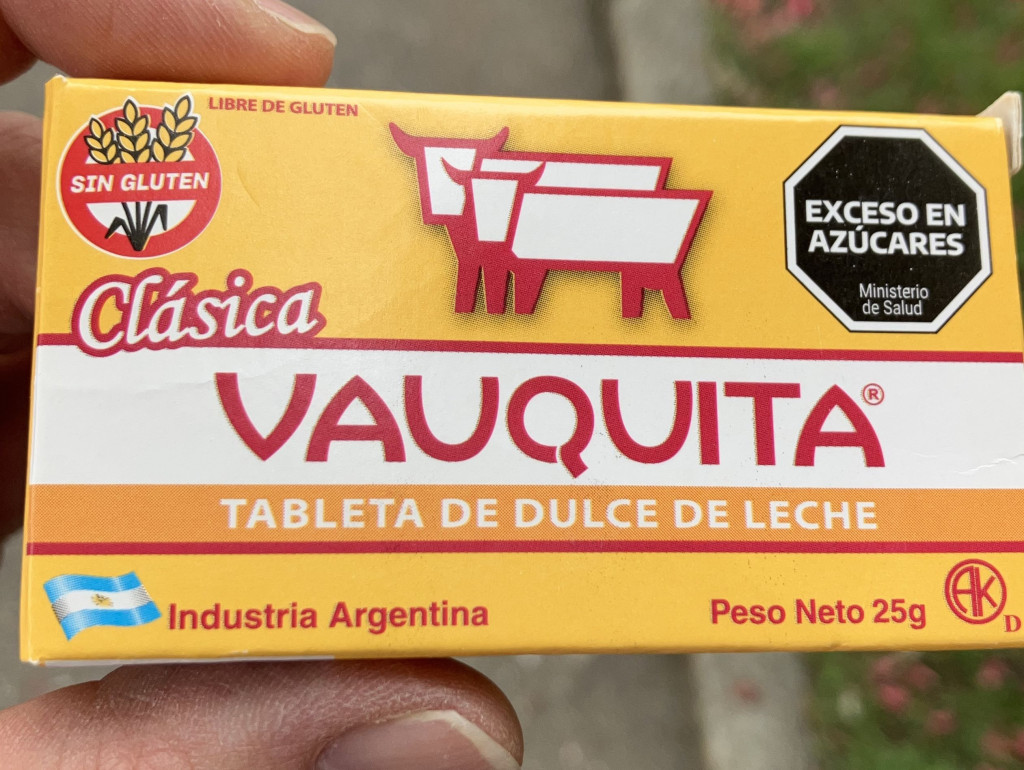 LIBRE DE GLUTEN
SIN GLUTEN
EXCESO EN
AZÚCARES
Ministerio
de Salud
Clásica
VAUQUITA®
TABLETA DE DULCE DE LECHE
Industria Argentina
Peso Neto 25g
AK
D